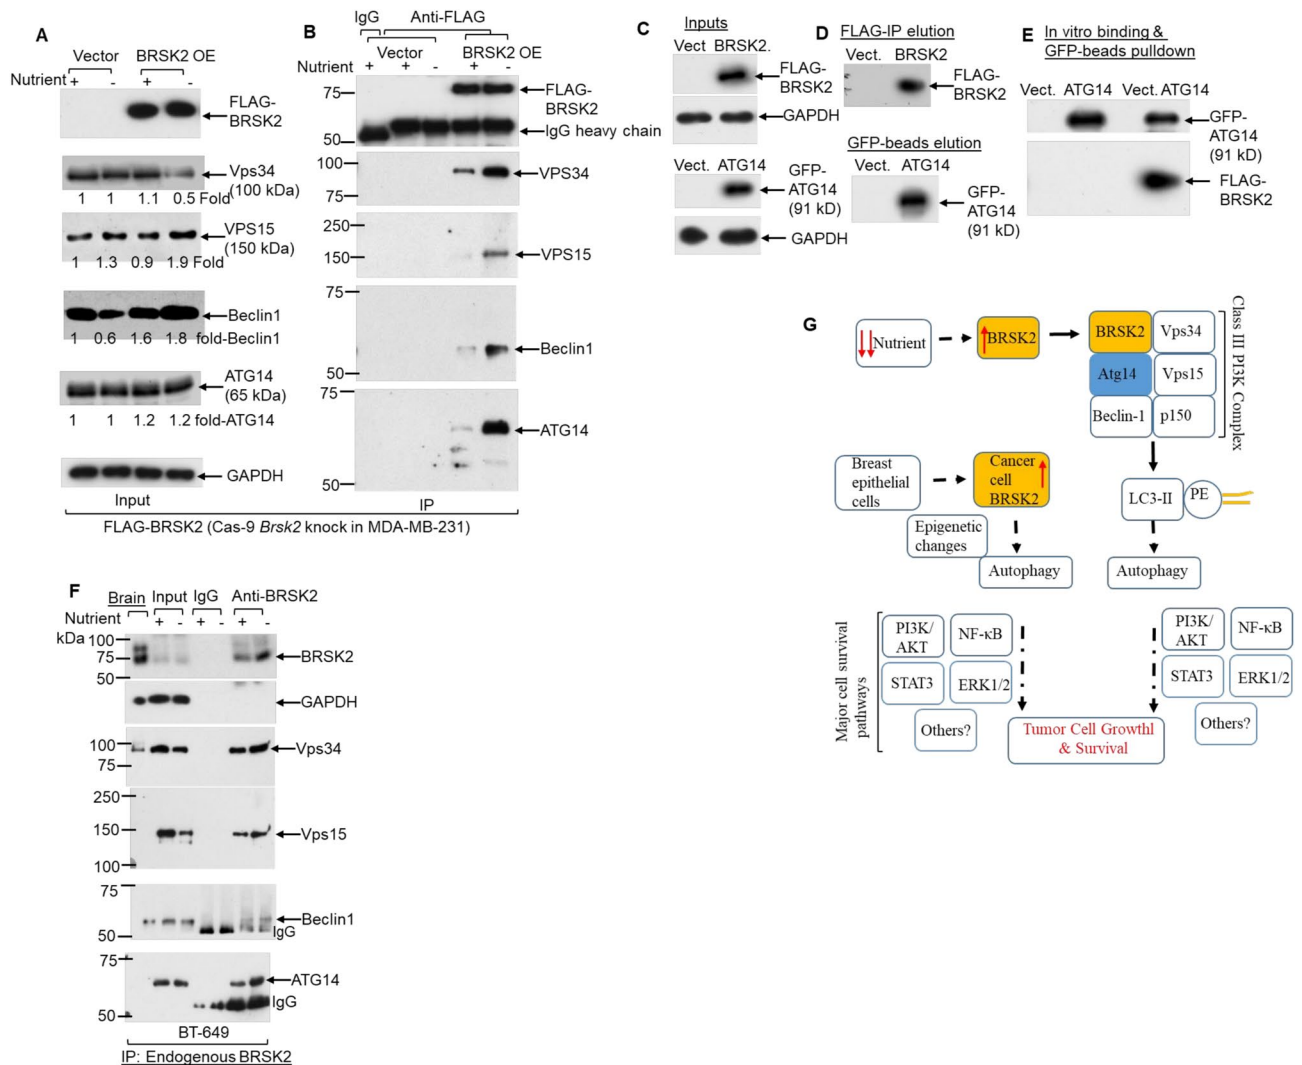 A
Vector BRSK2 OE
Nutrient + - + -
FLAG-
BRSK2
Vps34
(100 kDa)
1 1 1.1 0.5 Fold
VPS15
(150 kDa)
1 1.3 0.9 1.9 Fold
Beclin1
1 0.6 1.6 1.8 fold-Beclin1
ATG14
(65 kDa)
1 1 1.2 1.2 fold-ATG14
GAPDH
Input
B
IgG Anti-FLAG
Vector BRSK2 OE
Nutrient + + - + -
75
FLAG-
BRSK2
50
IgG heavy chain
100
VPS34
75
250
150
VPS15
75
Beclin1
50
75
ATG14
50
IP
FLAG-BRSK2 (Cas-9 Brsk2 knock in MDA-MB-231)
C
Inputs
Vect. BRSK2.
FLAG-
BRSK2
GAPDH
ATG14
Vect.
GFP-
ATG14
(91 kD)
GAPDH
D
FLAG-IP elution
Vect. BRSK2
FLAG-
BRSK2
GFP-beads elution
Vect. ATG14
GFP-
ATG14
(91 kD)
E
In vitro binding &
GFP-beads pulldown
Vect. ATG14 Vect. ATG14
GFP-
ATG14
(91 kD)
FLAG-
BRSK2
F
Brain Input IgG Anti-BRSK2
Nutrient + - + - + -
kDa 100
75
BRSK2
50
GAPDH
100
Vps34
75
250
150
Vps15
100
75
Beclin1
50
IgG
75
ATG14
IgG
50
BT-649
IP: Endogenous BRSK2
G
Nutrient
BRSK2
BRSK2 Vps34
Atg14 Vps15
Beclin-1 p150
Class III PI3K Complex
Breast
epithelial
cells
Cancer
cell
BRSK2
LC3-II PE
Epigenetic
changes
Autophagy
Autophagy
Major cell survival
pathways
PI3K/
AKT
NF-κB
STAT3
ERK1/2
Others?
PI3K/
AKT
NF-κB
STAT3
ERK1/2
Others?
Tumor Cell Growthl
& Survival